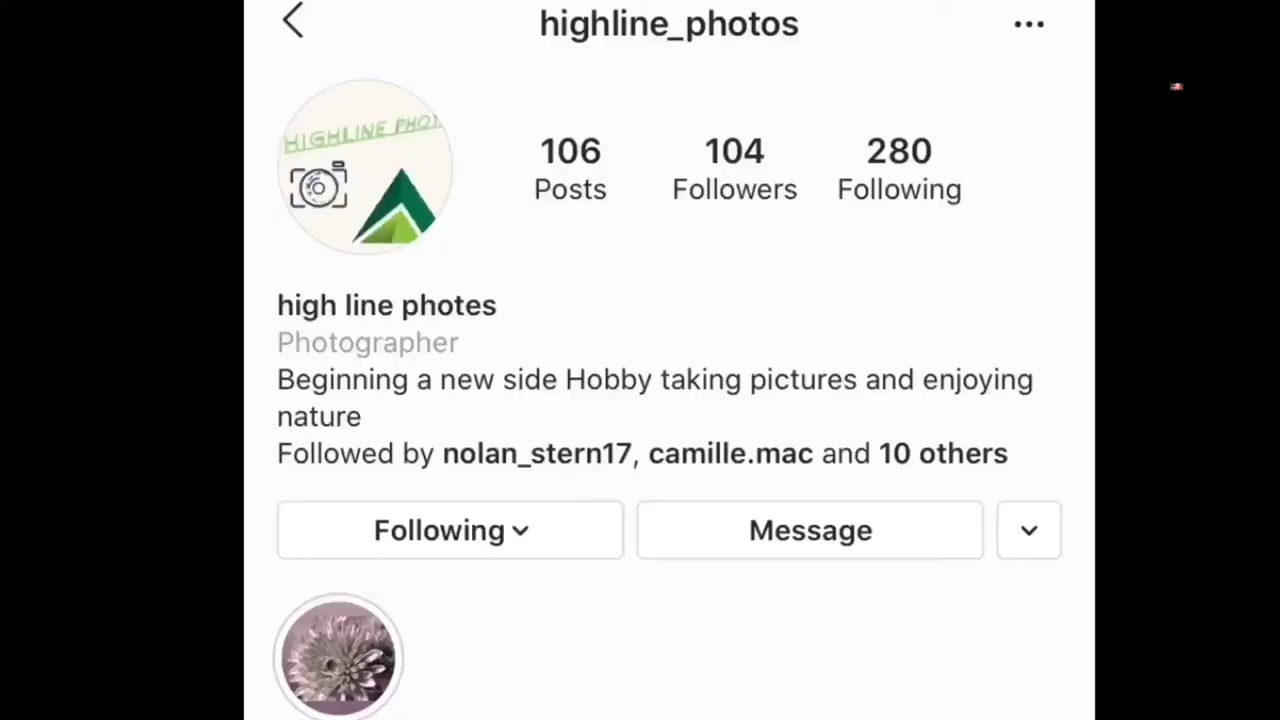 highline_photos
HIGHLINE PHOT
106
104
280
Posts
Followers
Following
high line photes
Photographer
Beginning a new side Hobby taking pictures and enjoying
nature
Followed by nolan_stern17, camille.mac and 10 others
Following
Message